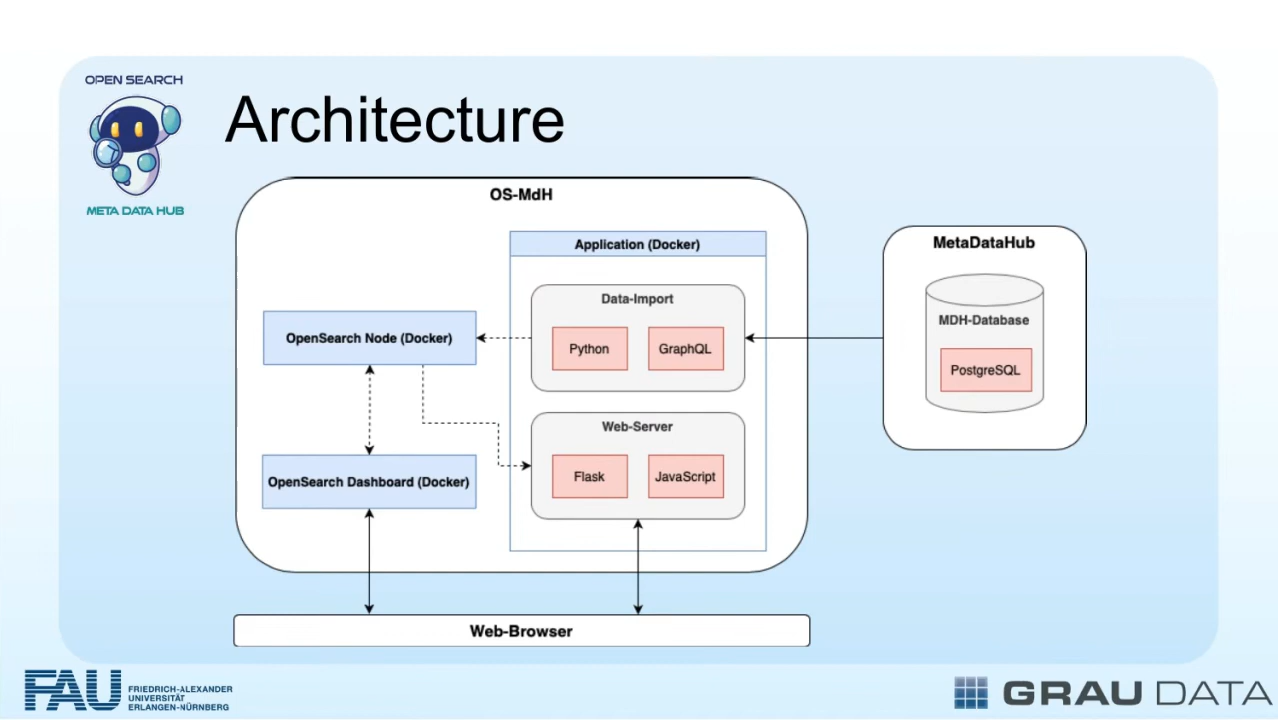 OPEN SEARCH
META DATA HUB
Architecture
OS-MdH
Application (Docker)
Data-Import
Python
GraphQL
OpenSearch Node (Docker)
Web-Server
Flask
JavaScript
OpenSearch Dashboard (Docker)
MetaDataHub
MDH-Database
PostgreSQL
Web-Browser
FAU
FRIEDRICH-ALEXANDER
UNIVERSITÄT
ERLANGEN-NÜRNBERG
GRAU DATA